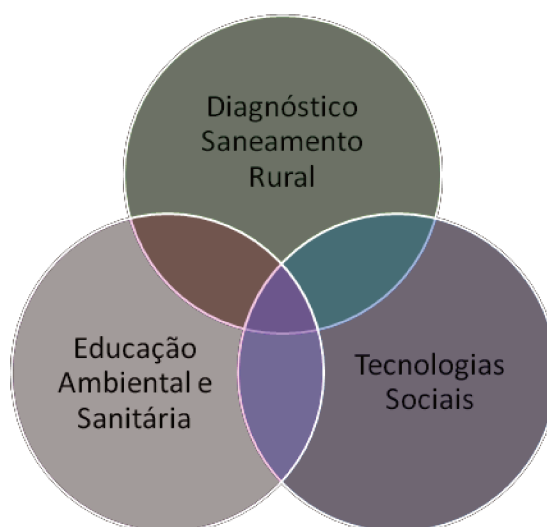 Diagnóstico
Saneamento
Rural
Educação
Ambiental e
Sanitária
Tecnologias
Sociais